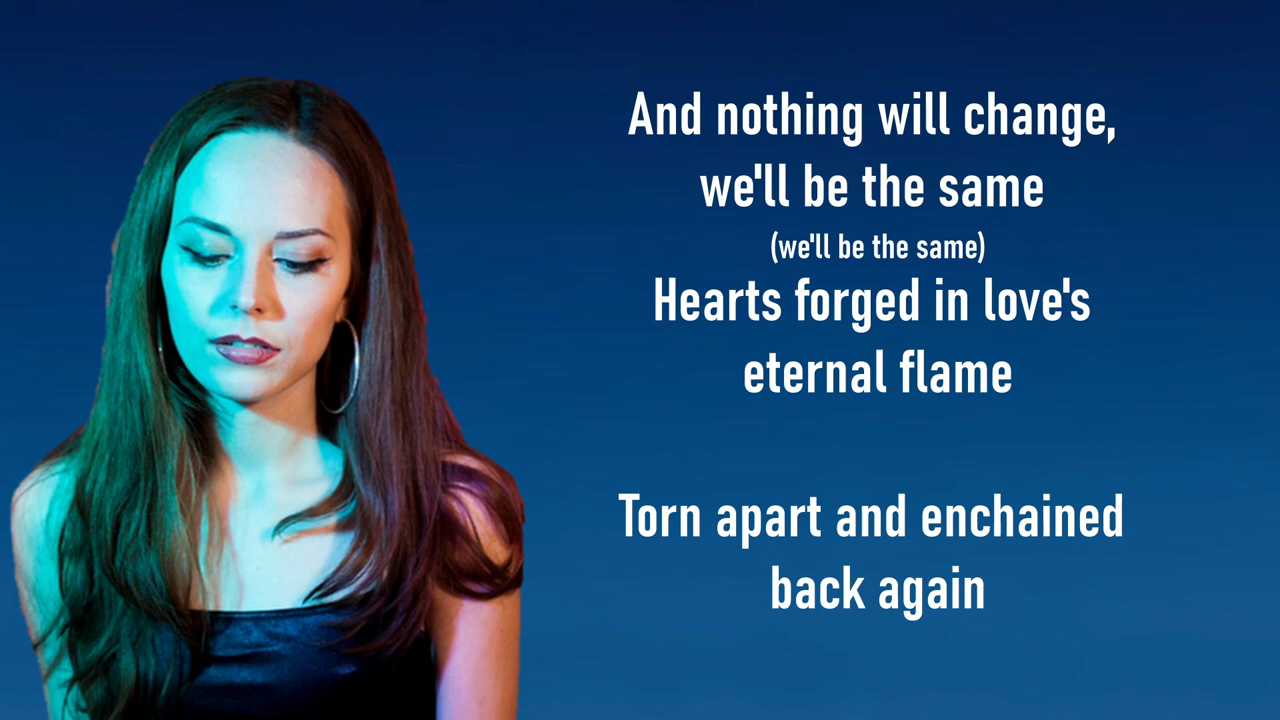 And nothing will change,
we'll be the same
(we'll be the same)
Hearts forged in love's
eternal flame
Torn apart and enchained
back again